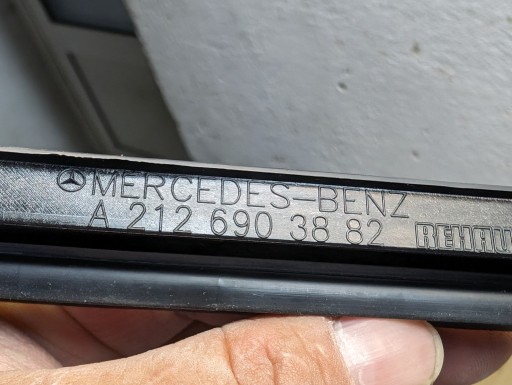 MERCEDES-BENZ
A 212 690 38 82
REHAU